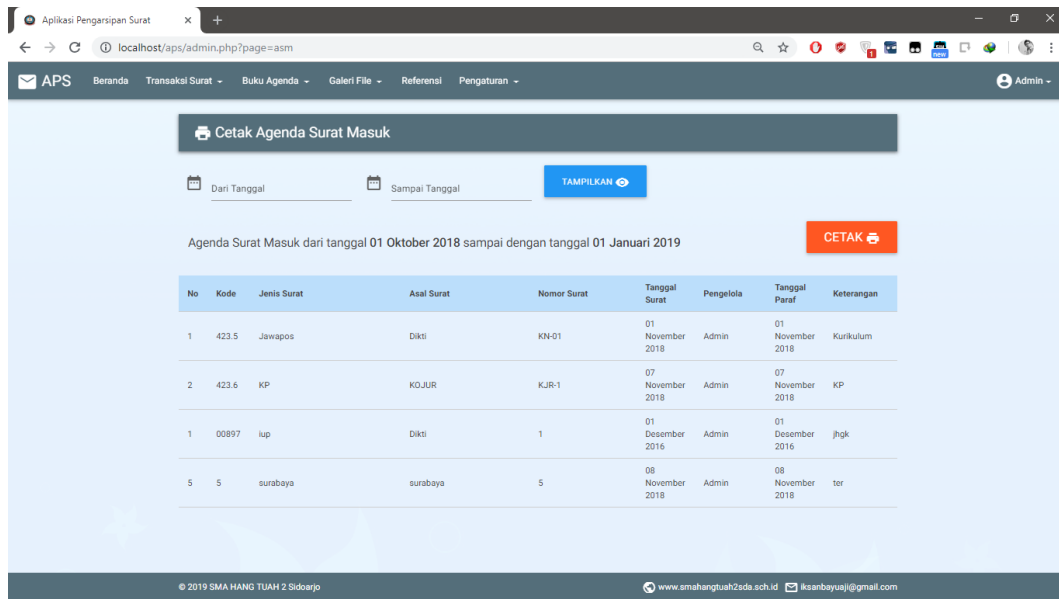 Aplikasi Pengarsipan Surat
localhost/aps/admin.php?page=asm
1
new
APS Beranda Transaksi Surat Buku Agenda Galeri File Referensi Pengaturan Admin
Cetak Agenda Surat Masuk
Dari Tanggal Sampai Tanggal TAMPILKAN
Agenda Surat Masuk dari tanggal 01 Oktober 2018 sampai dengan tanggal 01 Januari 2019 CETAK
No Kode Jenis Surat Asal Surat Nomor Surat Tanggal Surat Pengelola Tanggal Paraf Keterangan
1 423.5 Jawapos Dikti KN-01 01 November 2018 Admin 01 November 2018 Kurikulum
2 423.6 KP KOJUR KJR-1 07 November 2018 Admin 07 November 2018 KP
1 00897 iup Dikti 1 01 Desember 2016 Admin 01 Desember 2016 jhgk
5 5 surabaya surabaya 5 08 November 2018 Admin 08 November 2018 ter
© 2019 SMA HANG TUAH 2 Sidoarjo www.smahangtuah2sda.sch.id iksanbayuaji@gmail.com